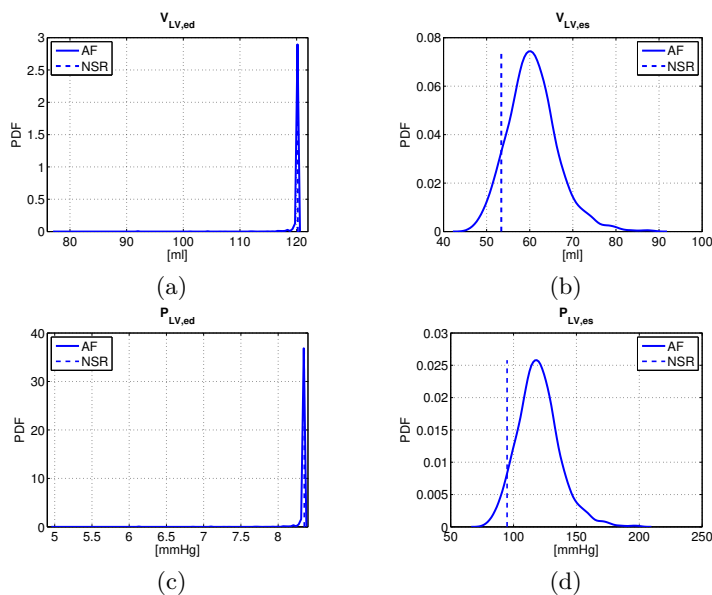 V_LV,ed
3
2.5
2
1.5
1
0.5
0
PDF
AF
NSR
80 90 100 110 120
[ml]
(a)
V_LV,es
0.08
0.06
0.04
0.02
0
PDF
AF
NSR
40 50 60 70 80 90 100
[ml]
(b)
P_LV,ed
40
30
20
10
0
PDF
AF
NSR
5 5.5 6 6.5 7 7.5 8
[mmHg]
(c)
P_LV,es
0.03
0.025
0.02
0.015
0.01
0.005
0
PDF
AF
NSR
50 100 150 200 250
[mmHg]
(d)